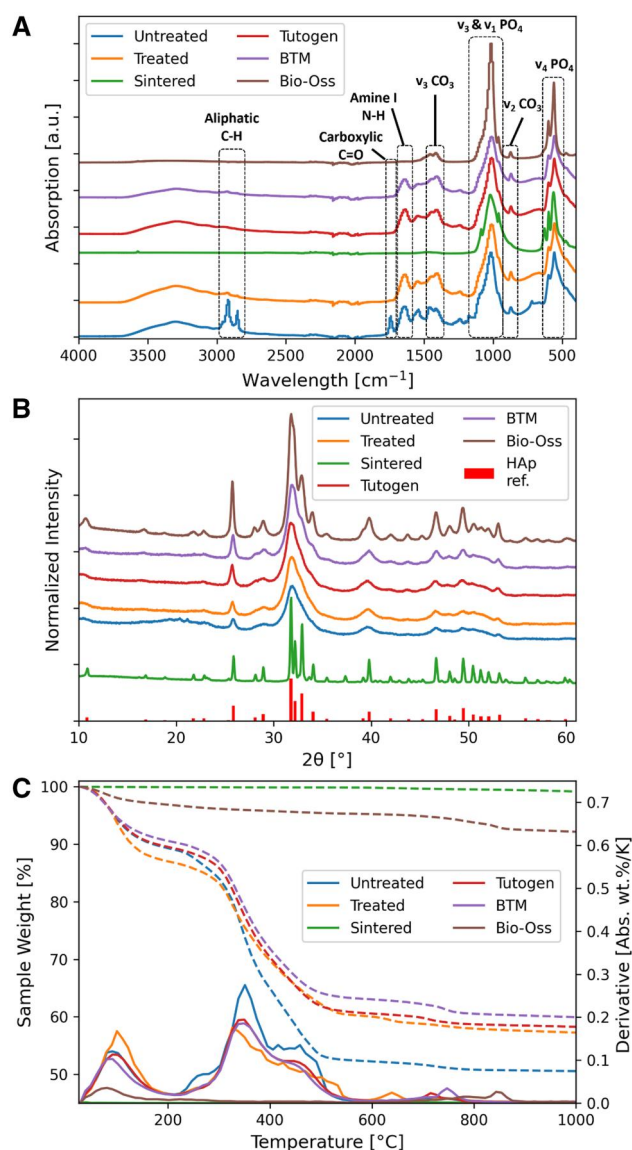 A
Untreated
Treated
Sintered
Tutogen
BTM
Bio-Oss
v3 & v1 PO4
v4 PO4
v3 CO3
v2 CO3
Amine I
N-H
Aliphatic
C-H
Carboxylic
C=O
Absorption [a.u.]
4000 3500 3000 2500 2000 1500 1000 500
Wavelength [cm⁻¹]
B
Untreated
Treated
Sintered
Tutogen
BTM
Bio-Oss
HAp
ref.
Normalized Intensity
10 20 30 40 50 60
2θ [°]
C
100
90
80
70
60
50
Sample Weight [%]
Untreated
Treated
Sintered
Tutogen
BTM
Bio-Oss
0.7
0.6
0.5
0.4
0.3
0.2
0.1
0.0
Derivative [Abs. wt.%/K]
200 400 600 800 1000
Temperature [°C]